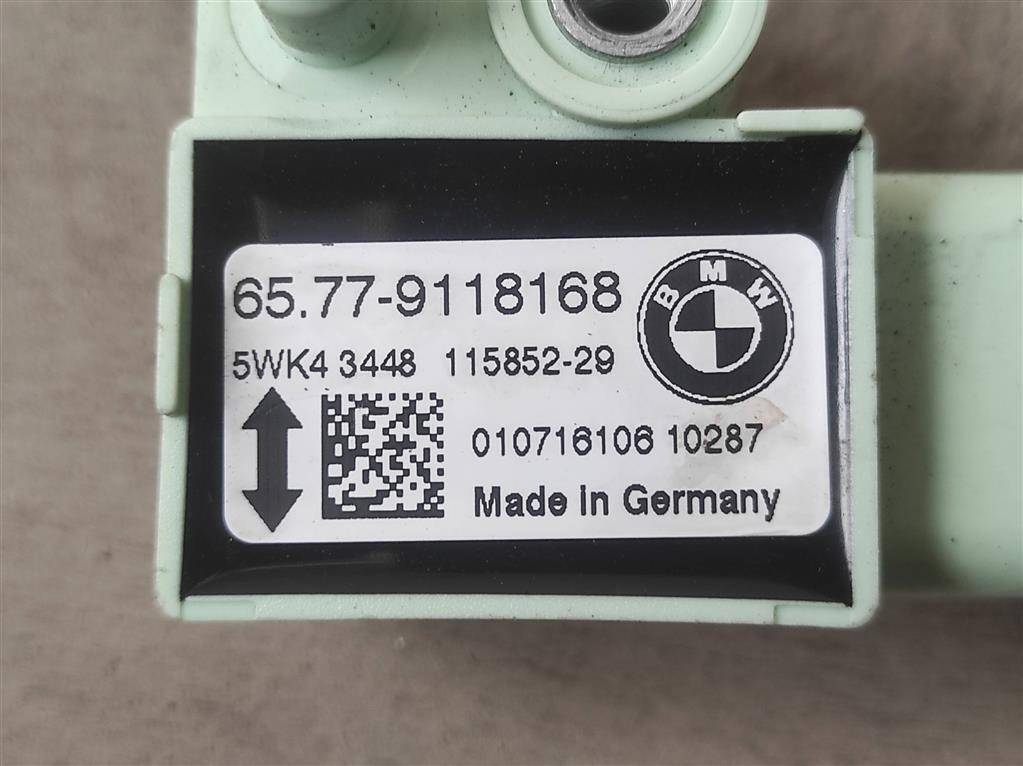 65.77-9118168
BMW
5WK4 3448 115852-29
010716106 10287
Made in Germany